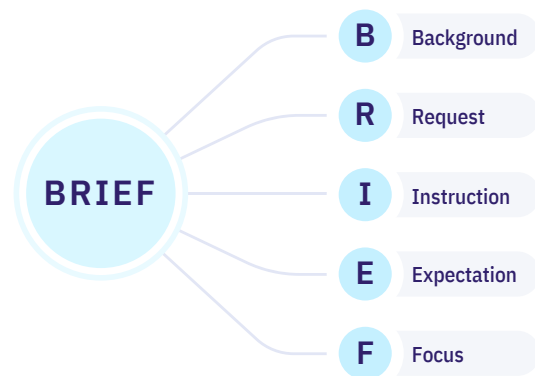 BRIEF
B Background
R Request
I Instruction
E Expectation
F Focus